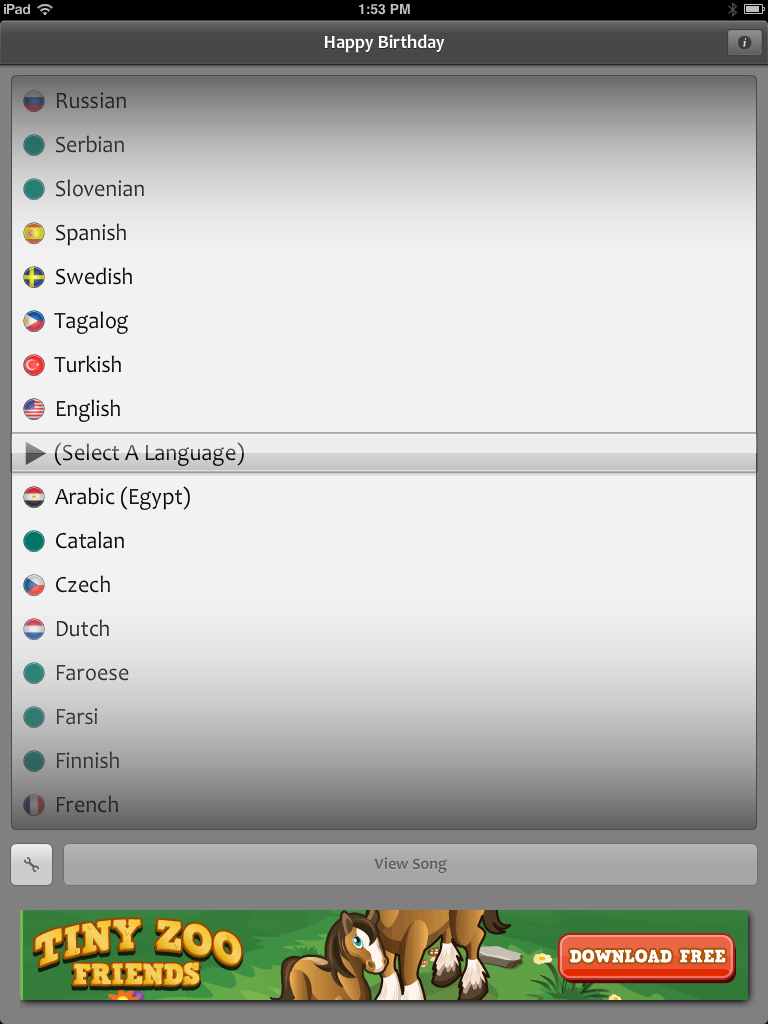 iPad 1:53 PM
Happy Birthday
Russian
Serbian
Slovenian
Spanish
Swedish
Tagalog
Turkish
English
(Select A Language)
Arabic (Egypt)
Catalan
Czech
Dutch
Faroese
Farsi
Finnish
French
View Song
TINY ZOO
FRIENDS
DOWNLOAD FREE